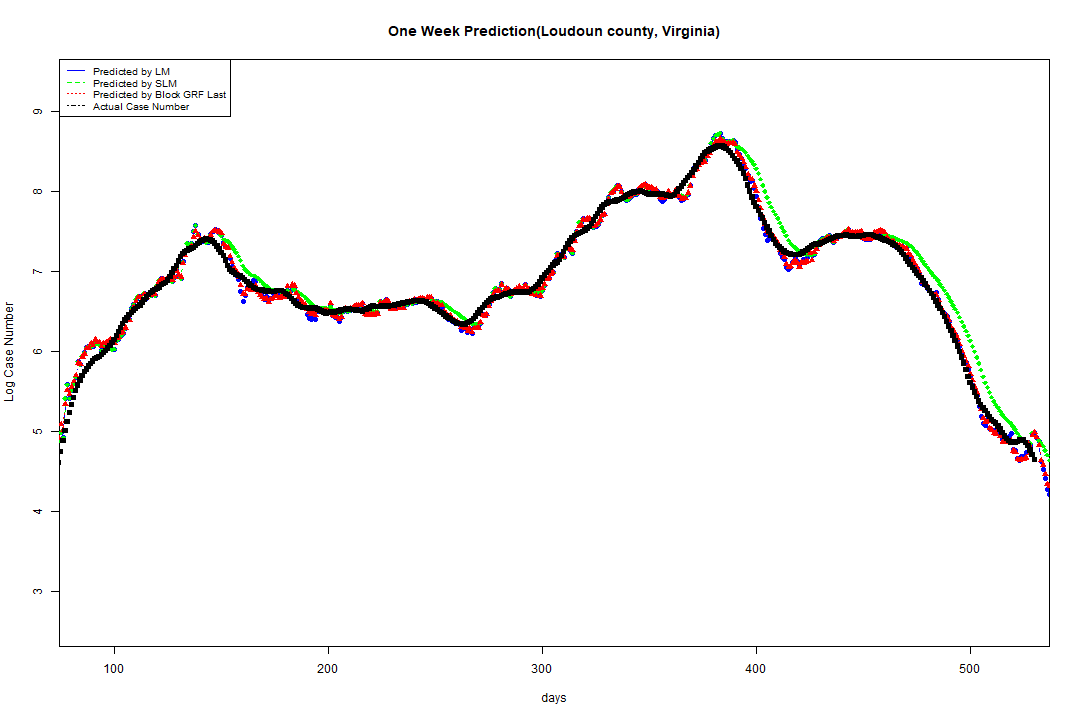 One Week Prediction(Loudoun county, Virginia)
Predicted by LM
Predicted by SLM
Predicted by Block GRF Last
Actual Case Number
9
8
7
6
5
4
3
Log Case Number
100 200 300 400 500
days